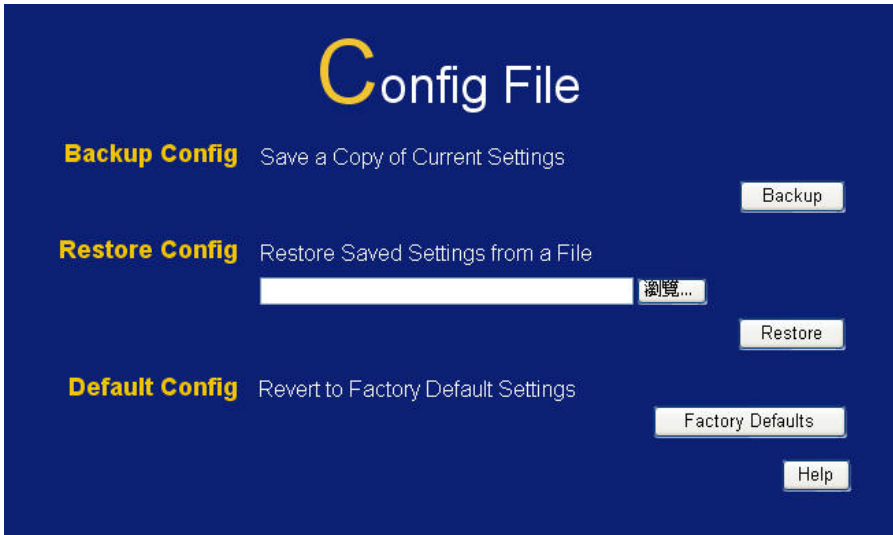 Config File
Backup Config Save a Copy of Current Settings
Backup
Restore Config Restore Saved Settings from a File
瀏覽...
Restore
Default Config Revert to Factory Default Settings
Factory Defaults
Help